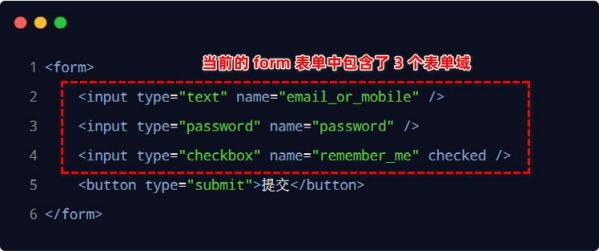 当前的 form 表单中包含了 3 个表单域
1 <form>
2 <input type="text" name="email_or_mobile" />
3 <input type="password" name="password" />
4 <input type="checkbox" name="remember_me" checked />
5 <button type="submit">提交</button>
6 </form>